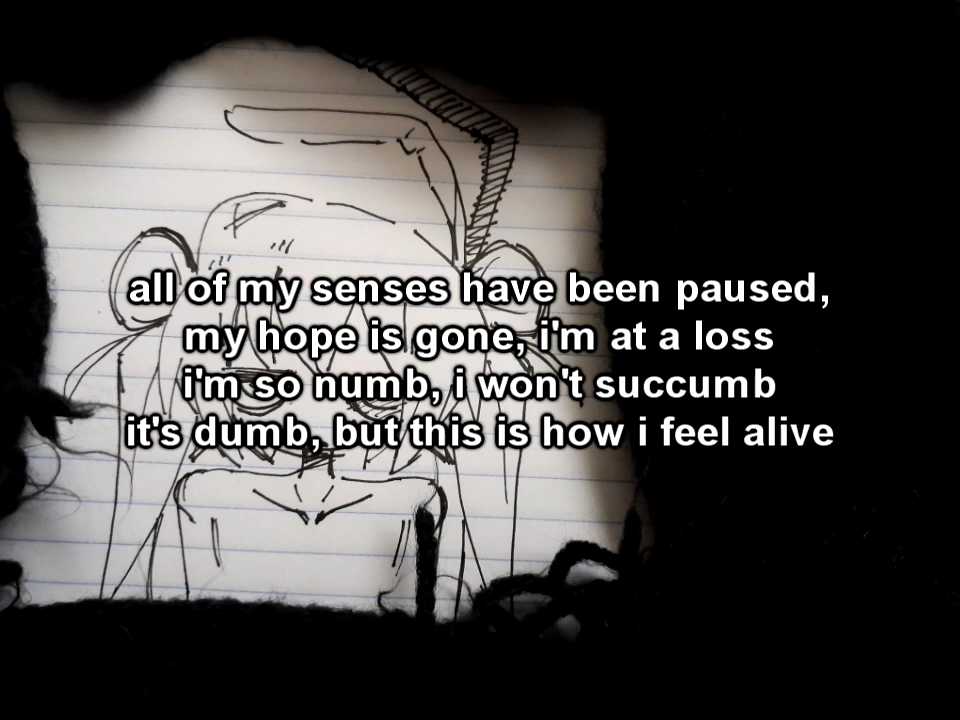 all of my senses have been paused,
my hope is gone, i'm at a loss
i'm so numb, i won't succumb
it's dumb, but this is how i feel alive